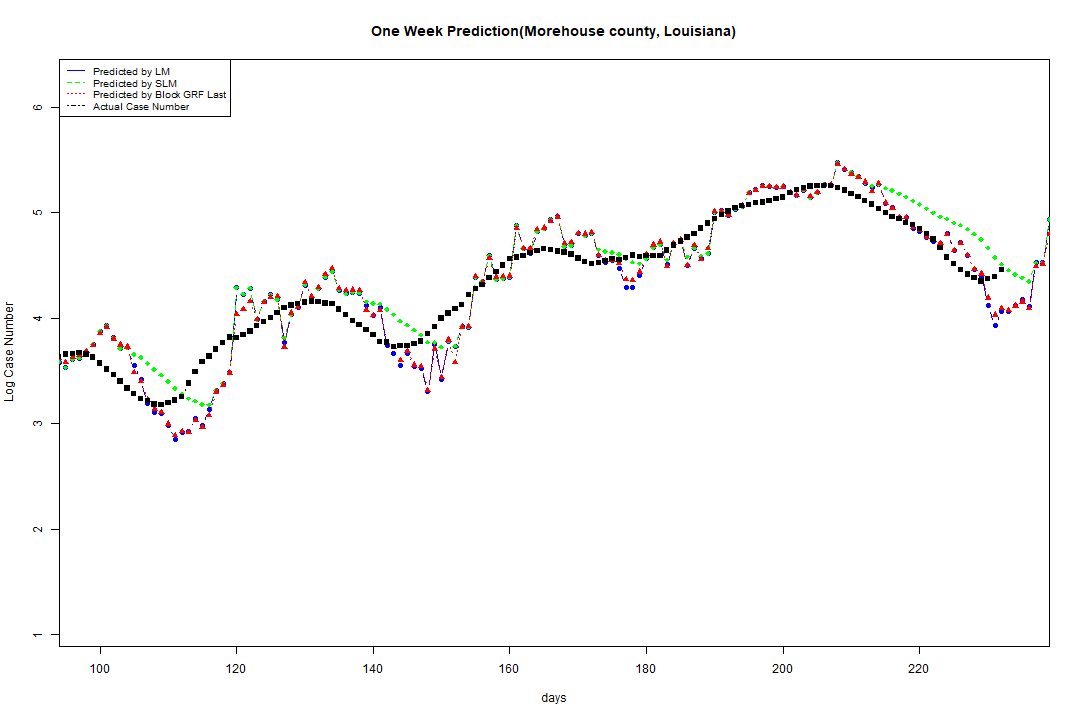 One Week Prediction(Morehouse county, Louisiana)
Predicted by LM
Predicted by SLM
Predicted by Block GRF Last
Actual Case Number
6
5
4
3
2
1
Log Case Number
100 120 140 160 180 200 220
days